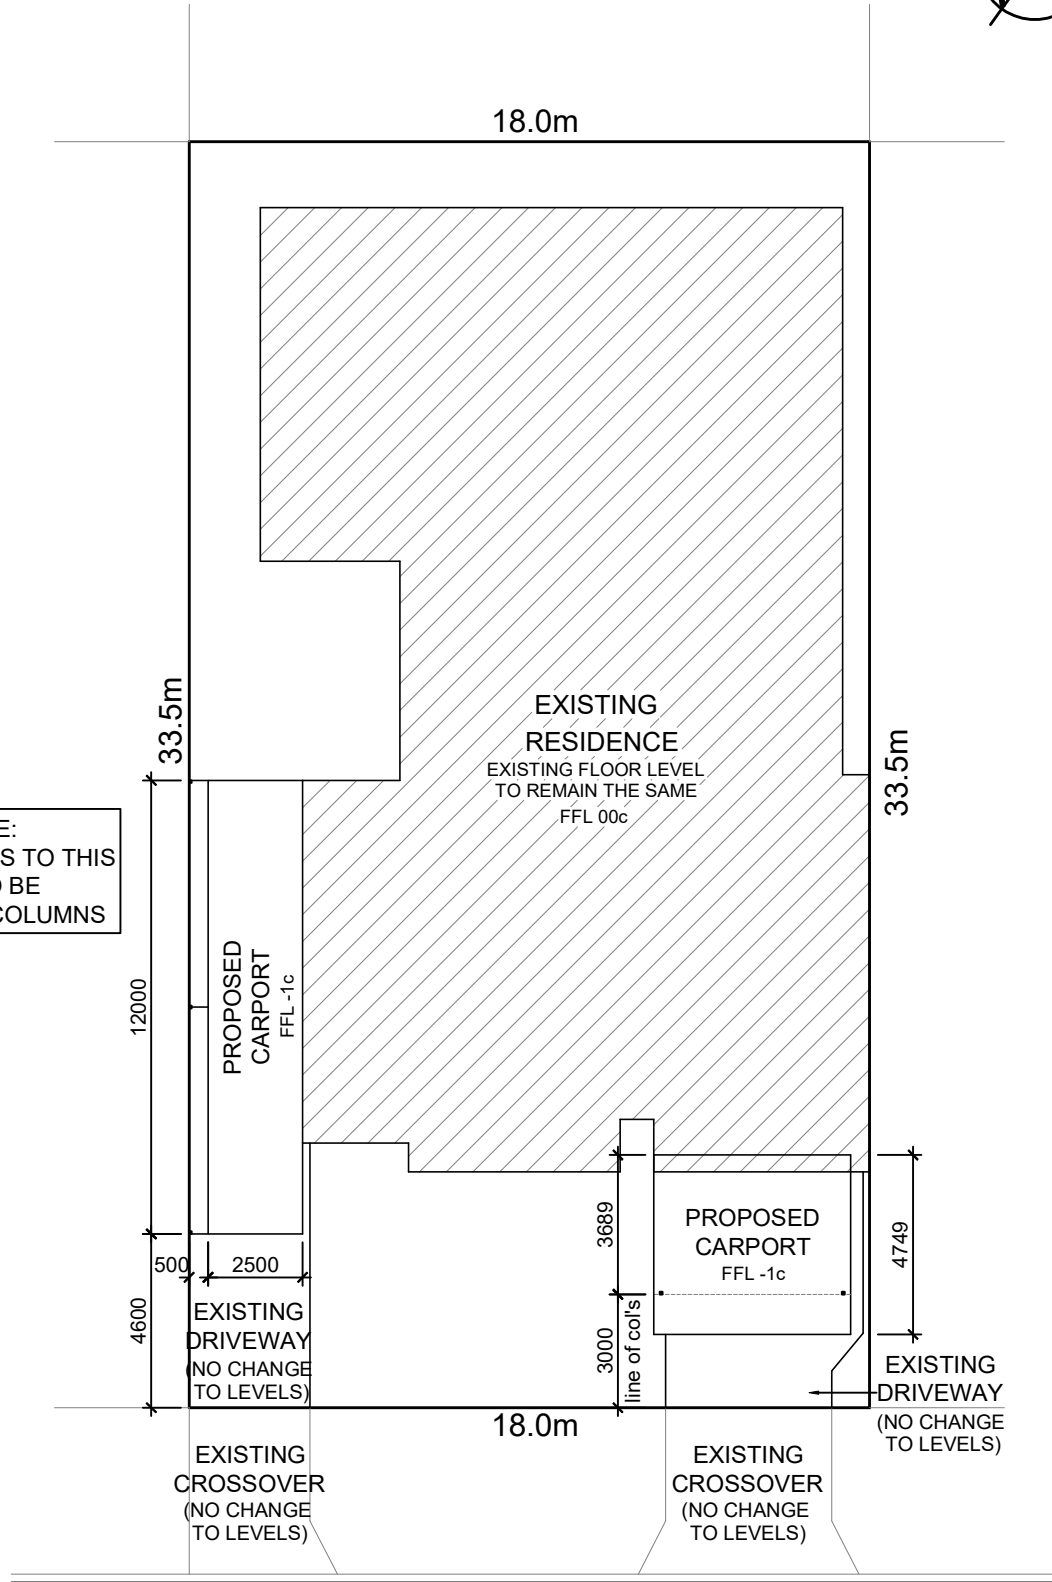 18.0m
33.5m
EXISTING
RESIDENCE
EXISTING FLOOR LEVEL
TO REMAIN THE SAME
FFL 00c
33.5m
E:
S TO THIS
BE
COLUMNS
12000
PROPOSED
CARPORT
FFL -1c
500
2500
4600
EXISTING
DRIVEWAY
(NO CHANGE
TO LEVELS)
3689
3000
line of col's
PROPOSED
CARPORT
FFL -1c
4749
EXISTING
DRIVEWAY
(NO CHANGE
TO LEVELS)
18.0m
EXISTING
CROSSOVER
(NO CHANGE
TO LEVELS)
EXISTING
CROSSOVER
(NO CHANGE
TO LEVELS)